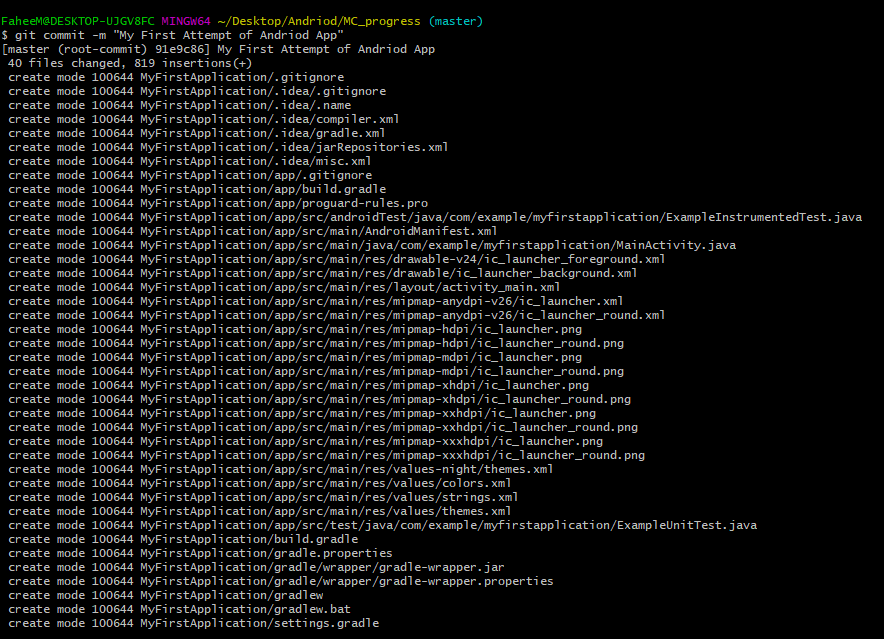 FaheeM@DESKTOP-UJGV8FC MINGW64 ~/Desktop/Andriod/MC_progress (master)
$ git commit -m "My First Attempt of Andriod App"
[master (root-commit) 91e9c86] My First Attempt of Andriod App
 40 files changed, 819 insertions(+)
 create mode 100644 MyFirstApplication/.gitignore
 create mode 100644 MyFirstApplication/.idea/.gitignore
 create mode 100644 MyFirstApplication/.idea/.name
 create mode 100644 MyFirstApplication/.idea/compiler.xml
 create mode 100644 MyFirstApplication/.idea/gradle.xml
 create mode 100644 MyFirstApplication/.idea/jarRepositories.xml
 create mode 100644 MyFirstApplication/.idea/misc.xml
 create mode 100644 MyFirstApplication/app/.gitignore
 create mode 100644 MyFirstApplication/app/build.gradle
 create mode 100644 MyFirstApplication/app/proguard-rules.pro
 create mode 100644 MyFirstApplication/app/src/androidTest/java/com/example/myfirstapplication/ExampleInstrumentedTest.java
 create mode 100644 MyFirstApplication/app/src/main/AndroidManifest.xml
 create mode 100644 MyFirstApplication/app/src/main/java/com/example/myfirstapplication/MainActivity.java
 create mode 100644 MyFirstApplication/app/src/main/res/drawable-v24/ic_launcher_foreground.xml
 create mode 100644 MyFirstApplication/app/src/main/res/drawable/ic_launcher_background.xml
 create mode 100644 MyFirstApplication/app/src/main/res/layout/activity_main.xml
 create mode 100644 MyFirstApplication/app/src/main/res/mipmap-anydpi-v26/ic_launcher.xml
 create mode 100644 MyFirstApplication/app/src/main/res/mipmap-anydpi-v26/ic_launcher_round.xml
 create mode 100644 MyFirstApplication/app/src/main/res/mipmap-hdpi/ic_launcher.png
 create mode 100644 MyFirstApplication/app/src/main/res/mipmap-hdpi/ic_launcher_round.png
 create mode 100644 MyFirstApplication/app/src/main/res/mipmap-mdpi/ic_launcher.png
 create mode 100644 MyFirstApplication/app/src/main/res/mipmap-mdpi/ic_launcher_round.png
 create mode 100644 MyFirstApplication/app/src/main/res/mipmap-xhdpi/ic_launcher.png
 create mode 100644 MyFirstApplication/app/src/main/res/mipmap-xhdpi/ic_launcher_round.png
 create mode 100644 MyFirstApplication/app/src/main/res/mipmap-xxhdpi/ic_launcher.png
 create mode 100644 MyFirstApplication/app/src/main/res/mipmap-xxhdpi/ic_launcher_round.png
 create mode 100644 MyFirstApplication/app/src/main/res/mipmap-xxxhdpi/ic_launcher.png
 create mode 100644 MyFirstApplication/app/src/main/res/mipmap-xxxhdpi/ic_launcher_round.png
 create mode 100644 MyFirstApplication/app/src/main/res/values-night/themes.xml
 create mode 100644 MyFirstApplication/app/src/main/res/values/colors.xml
 create mode 100644 MyFirstApplication/app/src/main/res/values/strings.xml
 create mode 100644 MyFirstApplication/app/src/main/res/values/themes.xml
 create mode 100644 MyFirstApplication/app/src/test/java/com/example/myfirstapplication/ExampleUnitTest.java
 create mode 100644 MyFirstApplication/build.gradle
 create mode 100644 MyFirstApplication/gradle.properties
 create mode 100644 MyFirstApplication/gradle/wrapper/gradle-wrapper.jar
 create mode 100644 MyFirstApplication/gradle/wrapper/gradle-wrapper.properties
 create mode 100644 MyFirstApplication/gradlew
 create mode 100644 MyFirstApplication/gradlew.bat
 create mode 100644 MyFirstApplication/settings.gradle